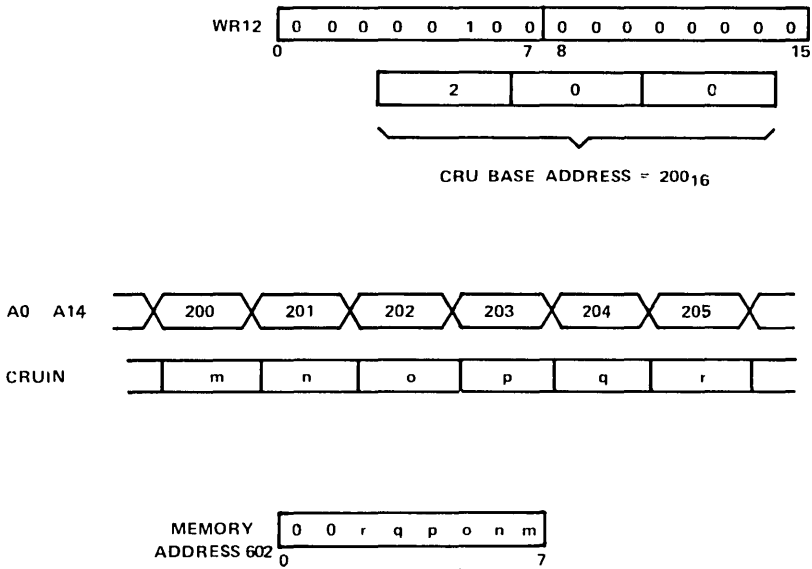 WR12 0 0 0 0 0 1 0 0 0 0 0 0 0 0 0 0
0 7 8 15
2 0 0
CRU BASE ADDRESS = 200₁₆
A0 A14 200 201 202 203 204 205
CRUIN m n o p q r
MEMORY
ADDRESS 602
0 0 r q p o n m
0 7